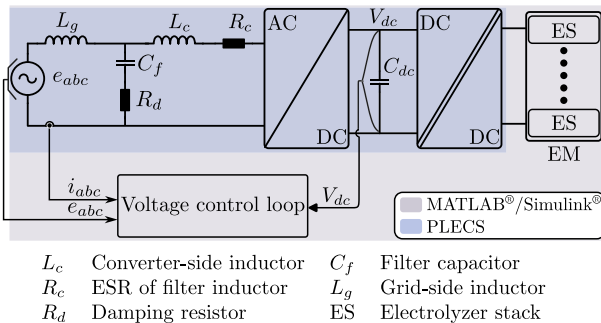 L_g
L_c
R_c
AC
V_dc
DC
ES
e_abc
C_f
C_dc
R_d
DC
DC
ES
EM
i_abc
e_abc
Voltage control loop
V_dc
MATLAB®/Simulink®
PLECS
L_c Converter-side inductor C_f Filter capacitor
R_c ESR of filter inductor L_g Grid-side inductor
R_d Damping resistor ES Electrolyzer stack